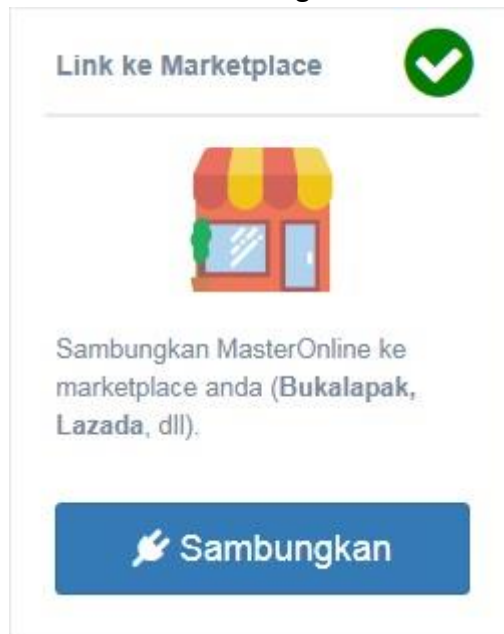 Link ke Marketplace
Sambungkan MasterOnline ke
marketplace anda (Bukalapak,
Lazada, dll).
Sambungkan